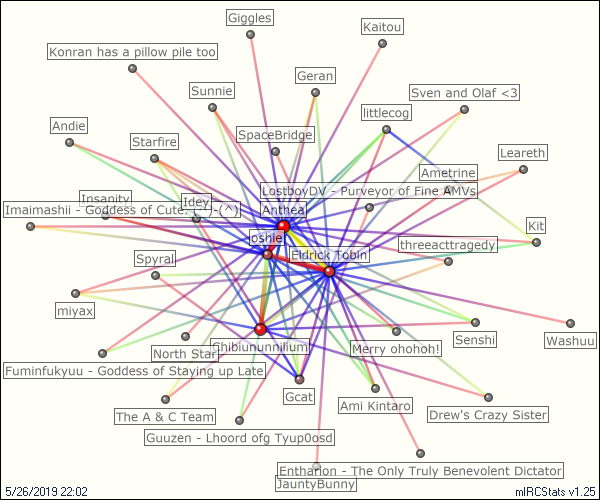 Giggles
Kaitou
Konran has a pillow pile too
Geran
Sunnie
Sven and Olaf <3
littlecog
Andie
SpaceBridge
Starfire
Leareth
Ametrine
LostboyDV - Purveyor of Fine AMVs
Insanity
Idey
Imaimashii - Goddess of Cute
-(^)
Anthea
oshie
Kit
threeacttragedy
Eldrick Tobin
Spyral
miyax
Senshi
Washuu
North Star
Chibiununnilium
Merry ohohoh!
Fuminfukyuu - Goddess of Staying up Late
Gcat
Ami Kintaro
The A & C Team
Drew's Crazy Sister
Guuzen - Lhoord ofg Tyup0osd
Entharion - The Only Truly Benevolent Dictator
JauntyBunny
5/26/2019 22:02
mIRCStats v1.25